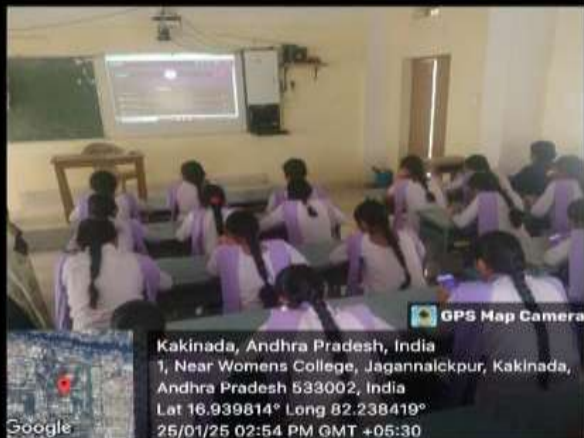 GPS Map Camera
Kakinada, Andhra Pradesh, India
1, Near Womens College, Jagannaickpur, Kakinada,
Andhra Pradesh 533002, India
Lat 16.939814° Long 82.238419°
25/01/25 02:54 PM GMT +05:30
Google